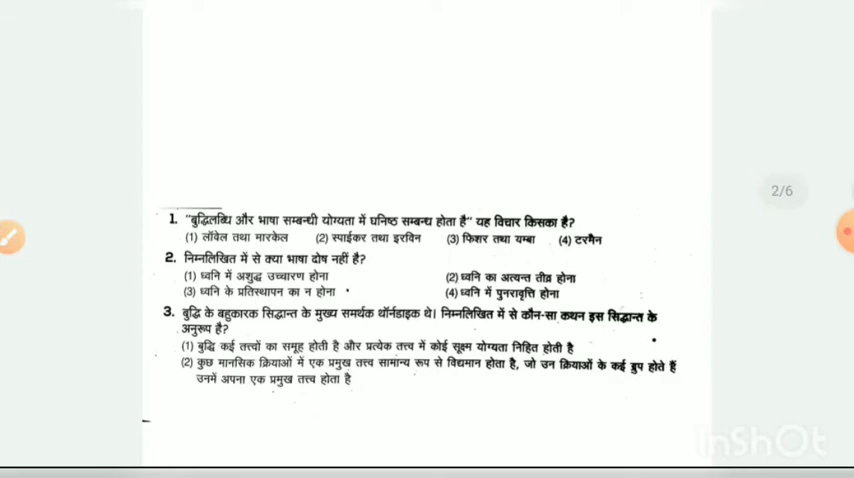 1. "बुद्धिलब्धि और भाषा सम्बन्धी योग्यता में घनिष्ठ सम्बन्ध होता है" यह विचार किसका है?
(1) लॉवेल तथा मारकेल (2) स्पाईकर तथा इरविन (3) फिशर तथा यम्बा (4) टरमैन
2. निम्नलिखित में से क्या भाषा दोष नहीं है?
(1) ध्वनि में अशुद्ध उच्चारण होना (2) ध्वनि का अत्यन्त तीव्र होना
(3) ध्वनि के प्रतिस्थापन का न होना (4) ध्वनि में पुनरावृत्ति होना
3. बुद्धि के बहुकारक सिद्धान्त के मुख्य समर्थक थॉर्नडाइक थे। निम्नलिखित में से कौन-सा कथन इस सिद्धान्त के
अनुरूप है?
(1) बुद्धि कई तत्त्वों का समूह होती है और प्रत्येक तत्त्व में कोई सूक्ष्म योग्यता निहित होती है
(2) कुछ मानसिक क्रियाओं में एक प्रमुख तत्त्व सामान्य रूप से विद्यमान होता है, जो उन क्रियाओं के कई ग्रुप होते हैं
उनमें अपना एक प्रमुख तत्त्व होता है
2/6
InShOt